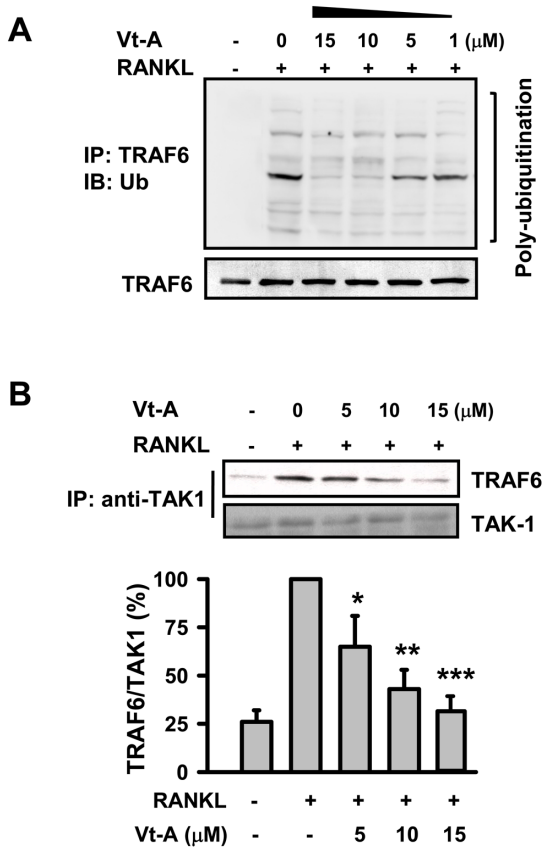 A
Vt-A - 0 15 10 5 1 (μM)
RANKL - + + + + +
IP: TRAF6
IB: Ub
Poly-ubiquitination
TRAF6
B
Vt-A - 0 5 10 15 (μM)
RANKL - + + + +
IP: anti-TAK1
TRAF6
TAK-1
TRAF6/TAK1 (%)
100
75
50
25
0
*
**
***
RANKL - + + + +
Vt-A (μM) - - 5 10 15